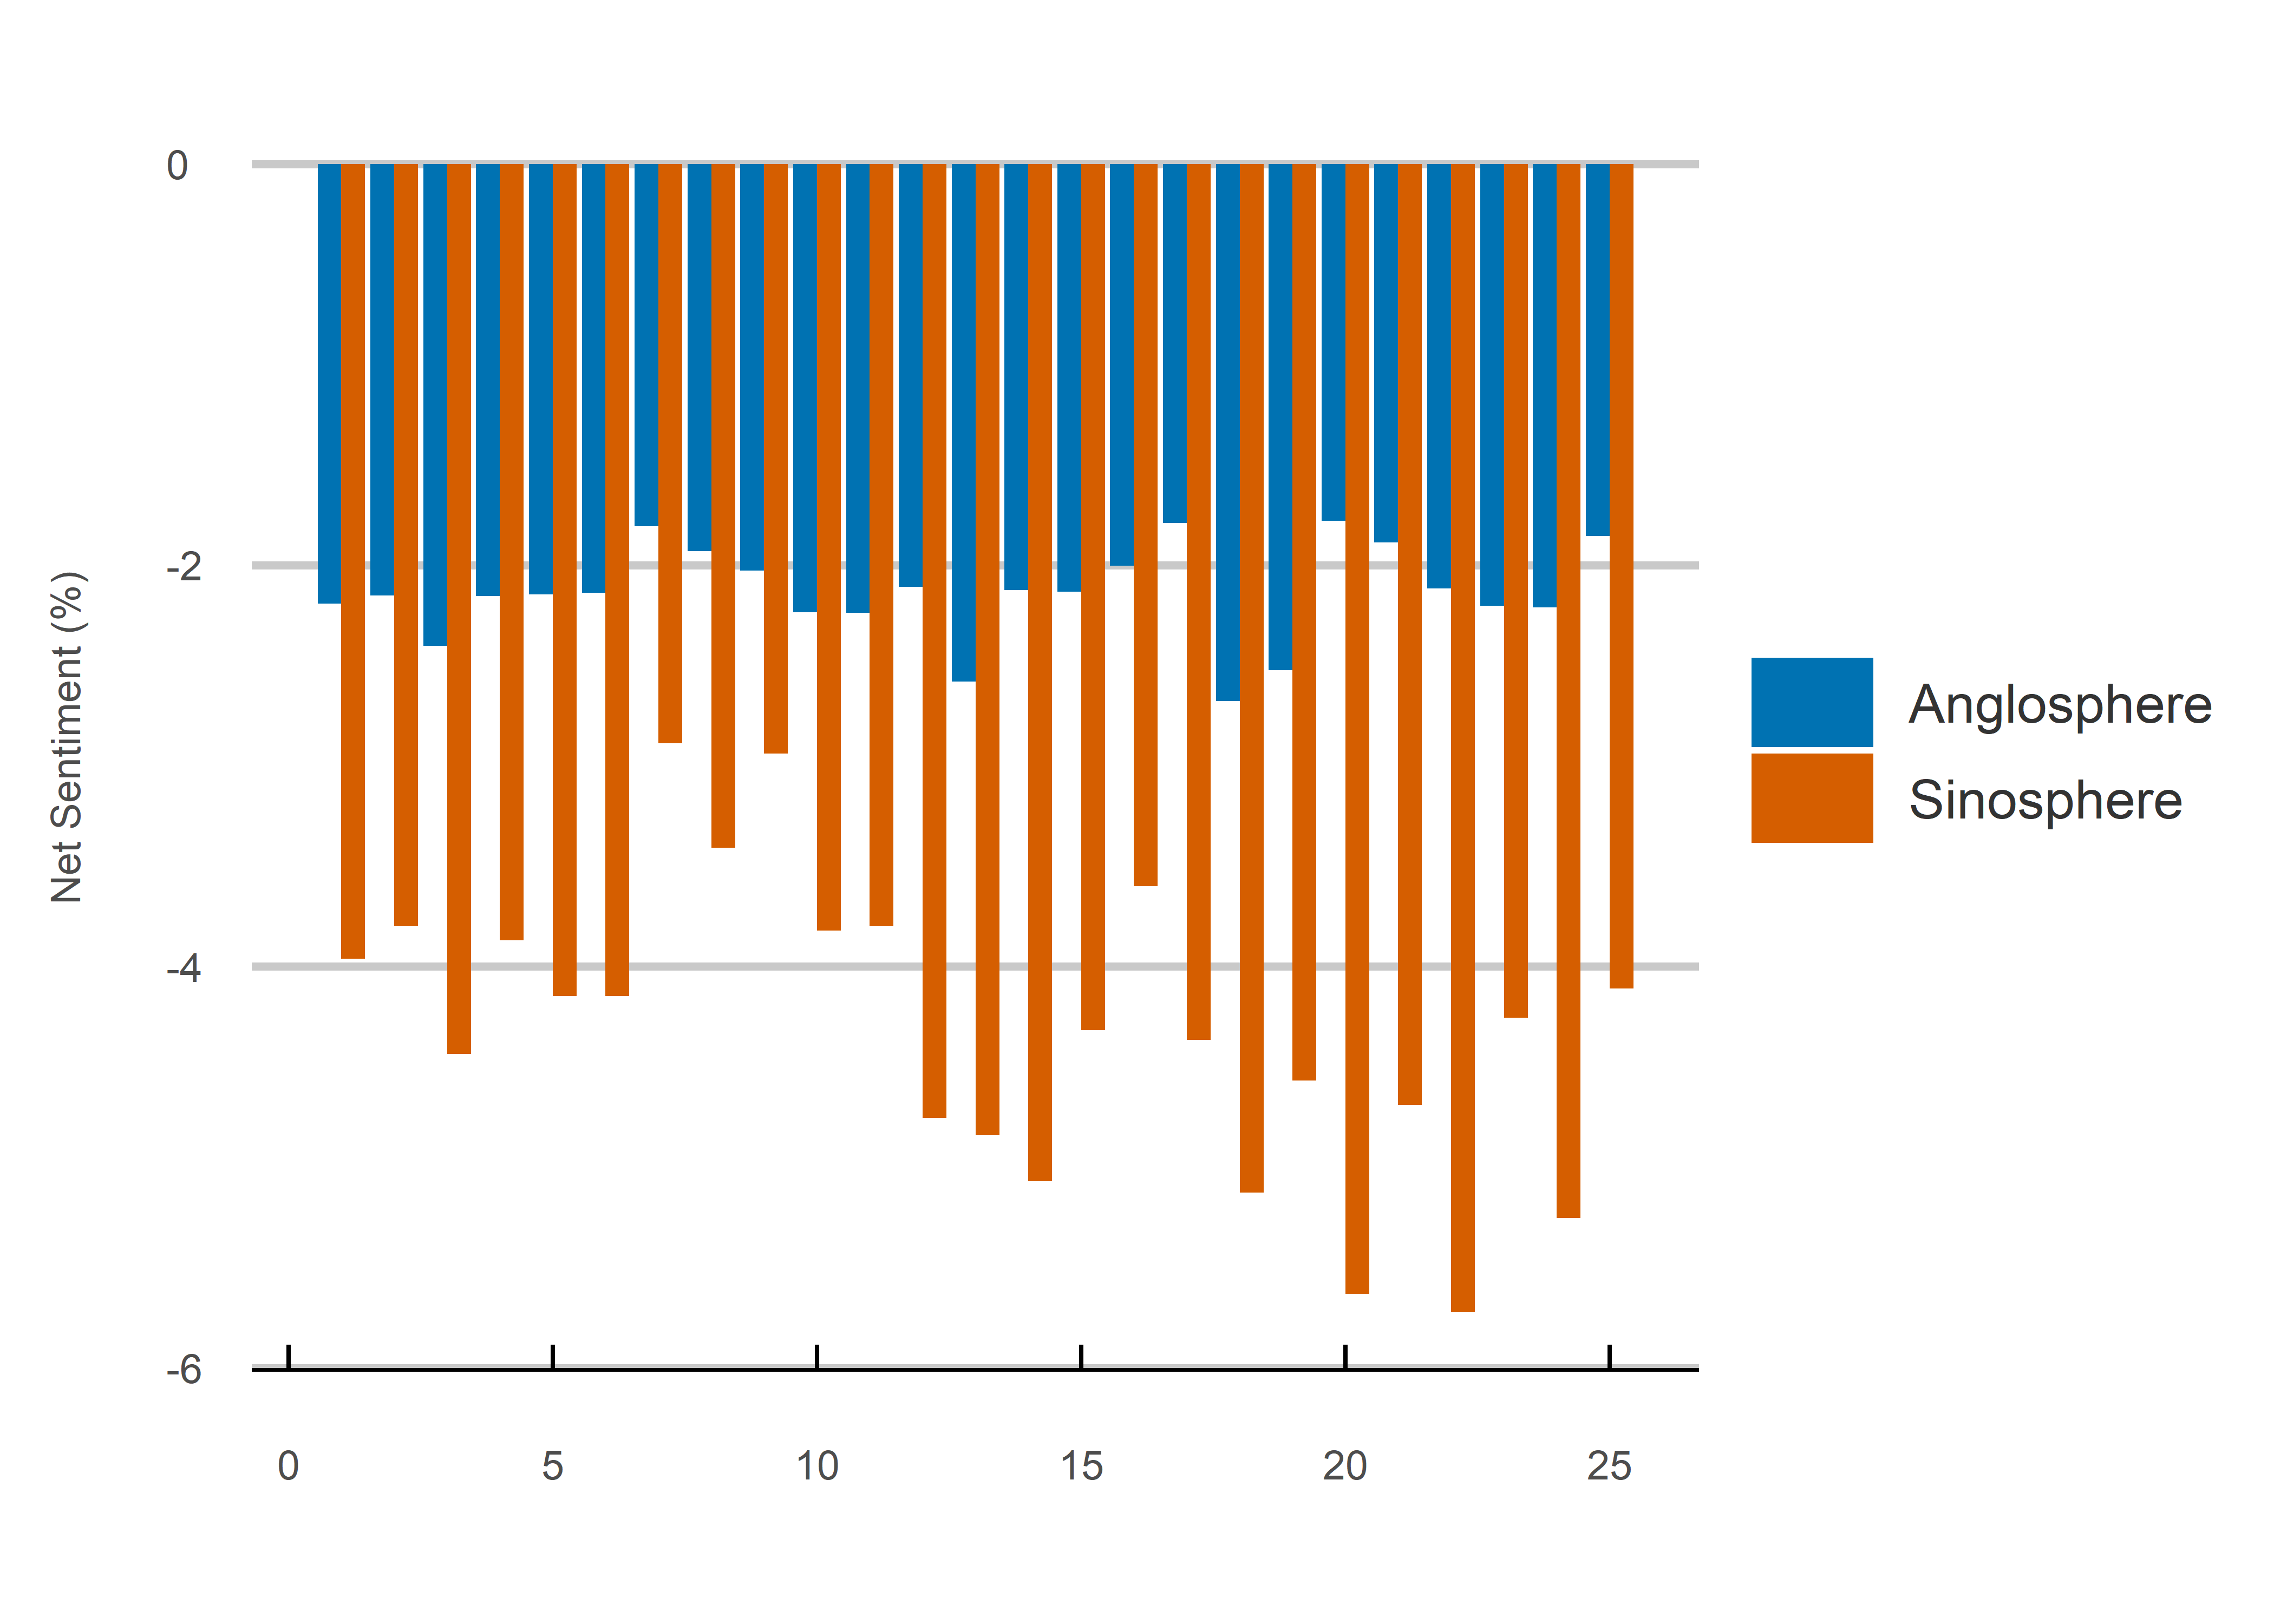 0
-2
-4
-6
Net Sentiment (%)
0 5 10 15 20 25
Anglosphere
Sinosphere